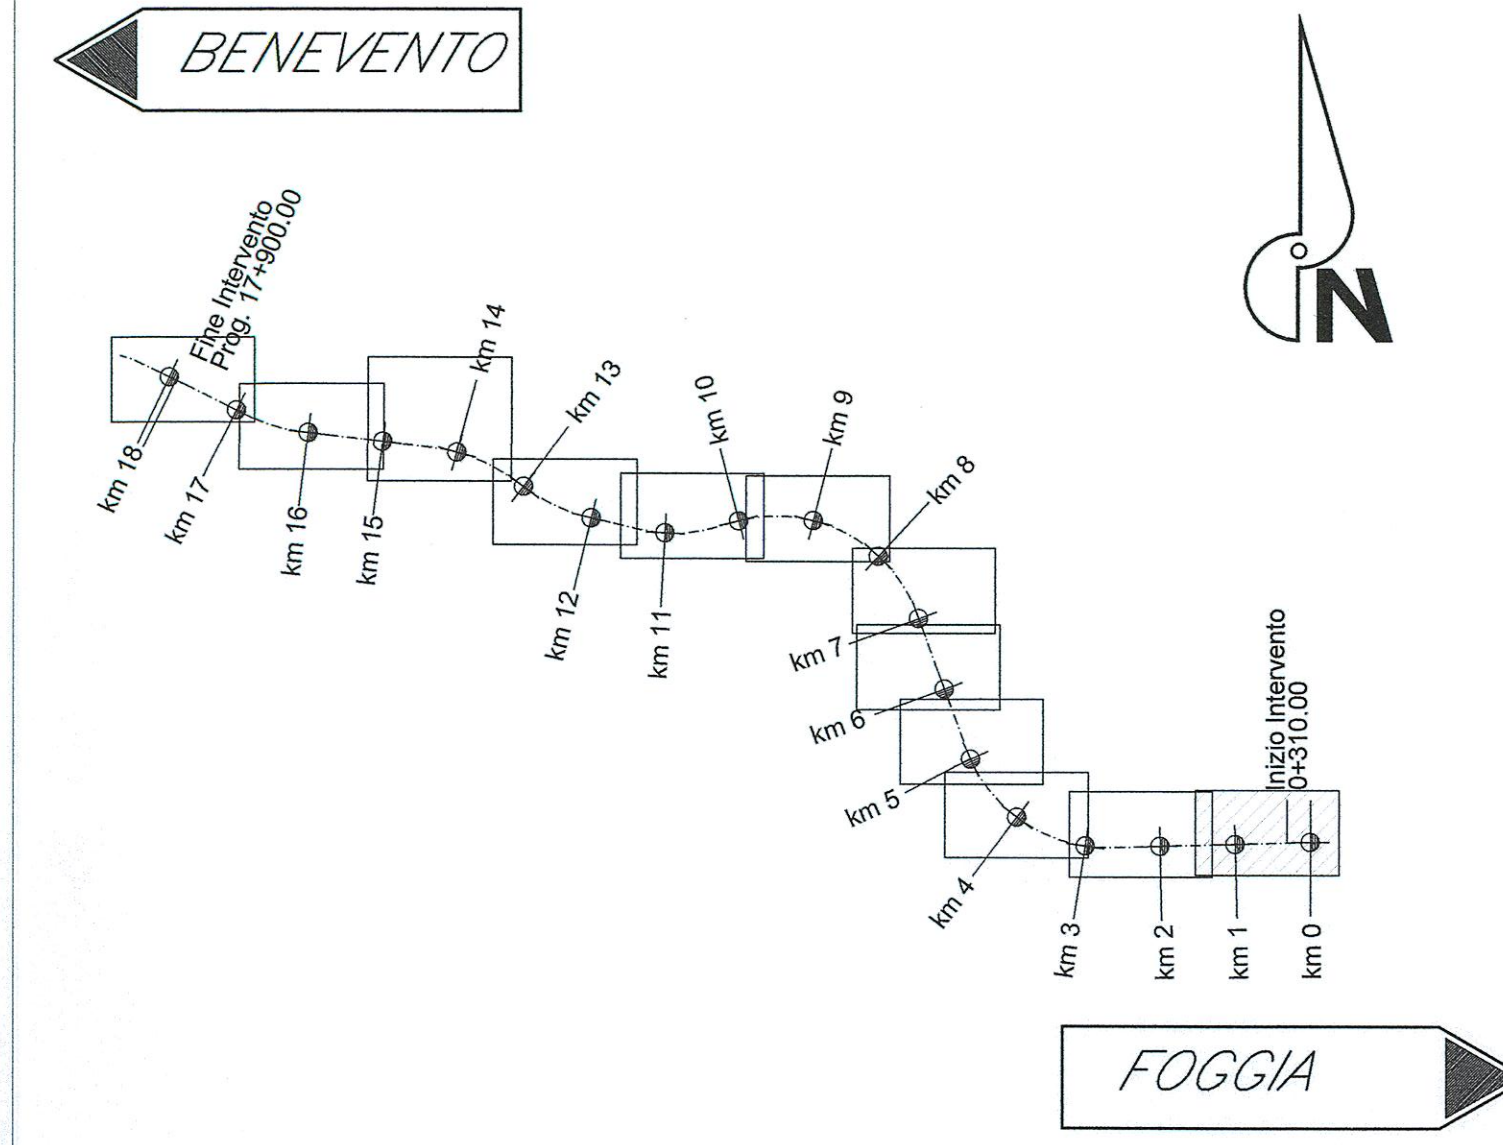 BENEVENTO
N
Fine Intervento
Prog. 17+900.00
km 18
km 17
km 16
km 15
km 14
km 13
km 12
km 11
km 10
km 9
km 8
km 7
km 6
km 5
km 4
km 3
km 2
km 1
km 0
Inizio Intervento
0+310.00
FOGGIA